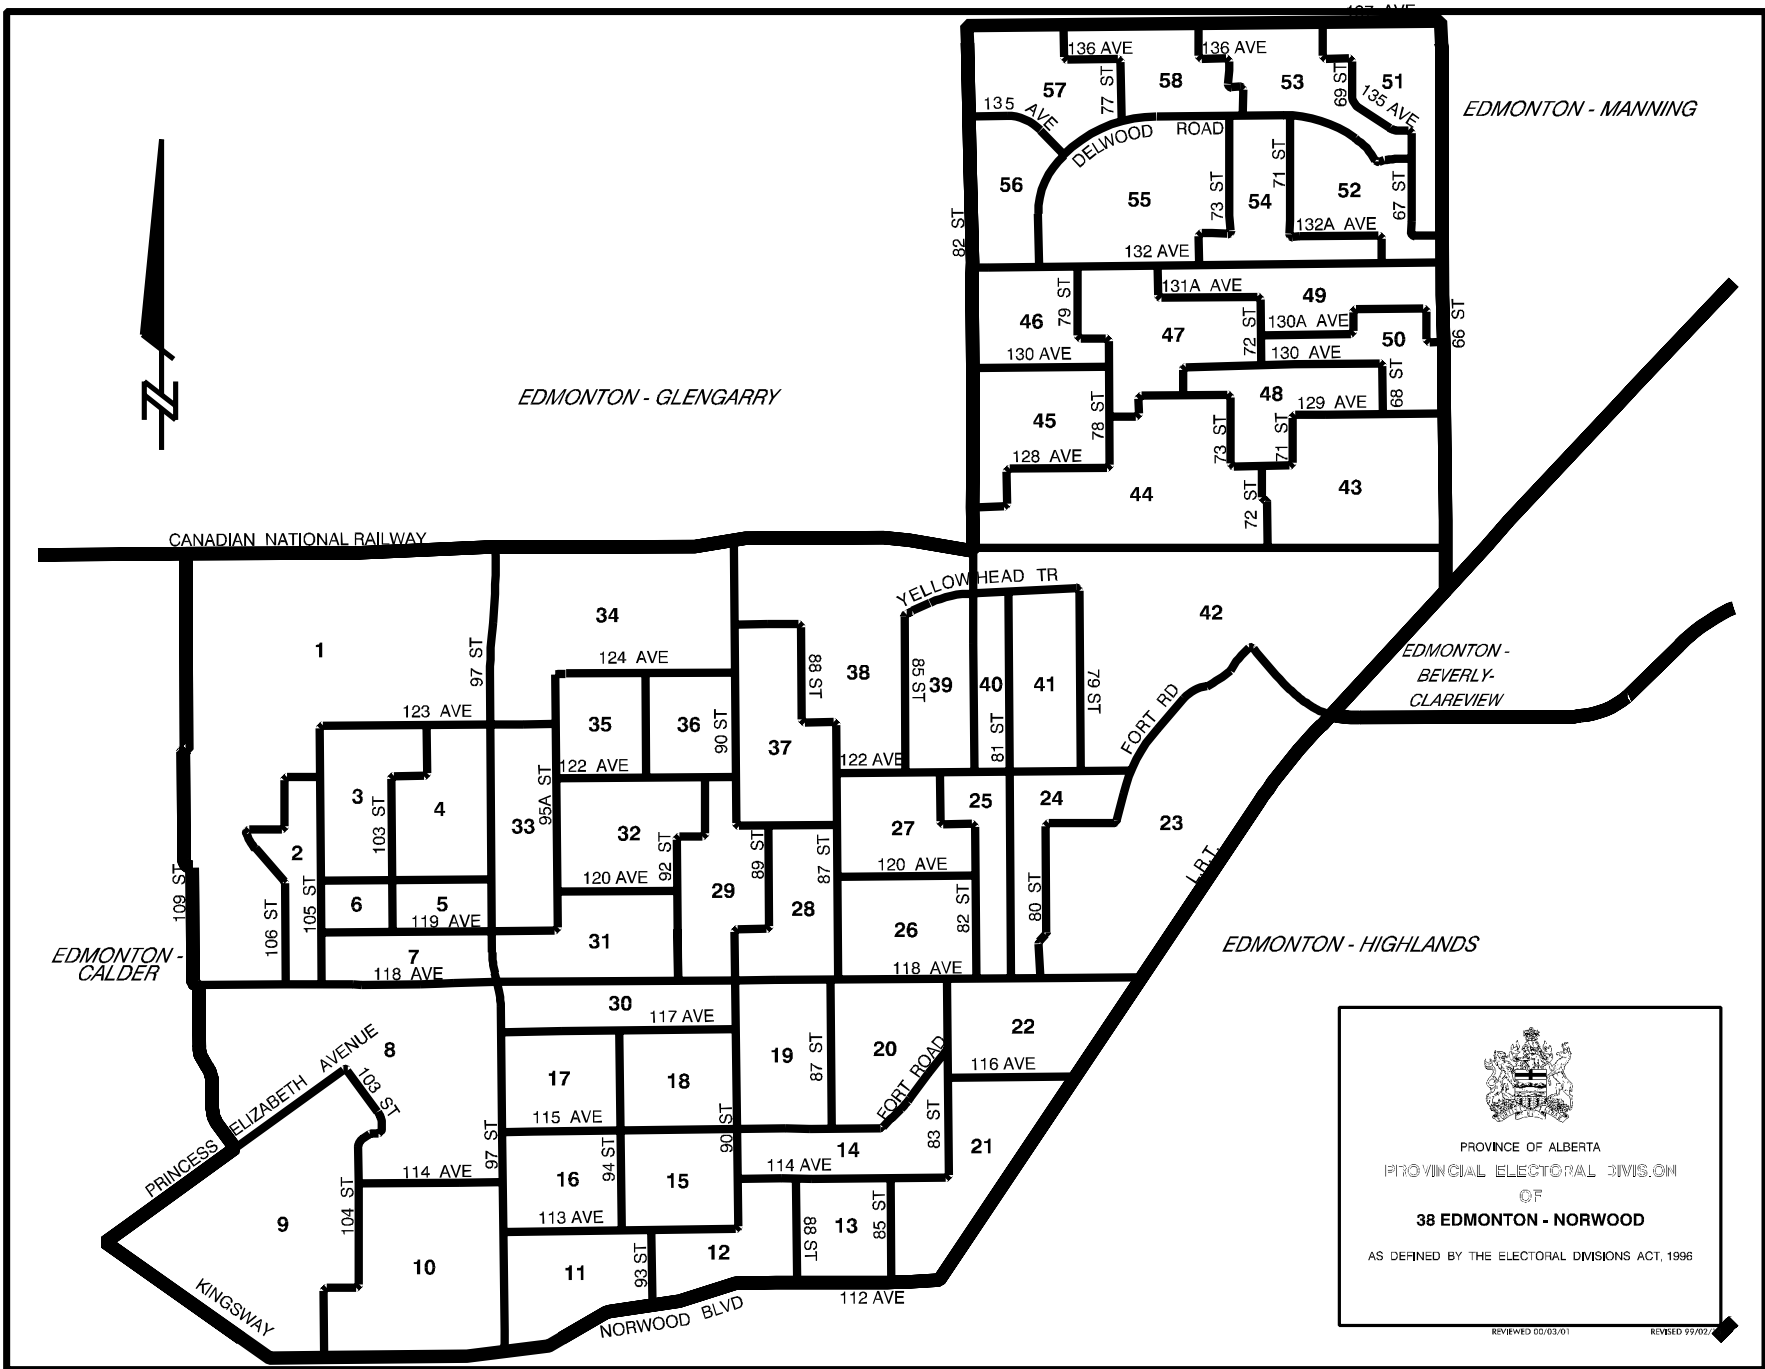 136 AVE
136 AVE
57
77 ST
58
53
69 ST
51
135 AVE
135 AVE
EDMONTON - MANNING
DELWOOD ROAD
56
55
73 ST
54
71 ST
52
67 ST
132A AVE
82 ST
132 AVE
131A AVE
49
46
79 ST
47
72 ST
130A AVE
50
66 ST
130 AVE
130 AVE
EDMONTON - GLENGARRY
48
68 ST
129 AVE
45
78 ST
73 ST
71 ST
128 AVE
44
72 ST
43
CANADIAN NATIONAL RAILWAY
YELLOWHEAD TR
34
42
1
97 ST
124 AVE
88 ST
38
85 ST
39
40
41
79 ST
EDMONTON -
BEVERLY-
CLAREVIEW
123 AVE
35
36
90 ST
37
81 ST
FORT RD
122 AVE
122 AVE
3
103 ST
4
33
95A ST
32
92 ST
89 ST
87 ST
27
25
24
23
2
120 AVE
120 AVE
L.R.T.
109 ST
106 ST
105 ST
6
5
119 AVE
29
28
26
82 ST
80 ST
31
EDMONTON - HIGHLANDS
EDMONTON -
CALDER
7
118 AVE
118 AVE
30
117 AVE
22
8
PRINCESS ELIZABETH AVENUE
103 ST
17
18
19
87 ST
20
FORT ROAD
116 AVE
115 AVE
97 ST
94 ST
90 ST
14
83 ST
21
114 AVE
114 AVE
16
15
104 ST
9
113 AVE
88 ST
13
85 ST
10
11
93 ST
12
KINGSWAY
NORWOOD BLVD
112 AVE
PROVINCE OF ALBERTA
PROVINCIAL ELECTORAL DIVISION
OF
38 EDMONTON - NORWOOD
AS DEFINED BY THE ELECTORAL DIVISIONS ACT, 1996
REVIEWED 00/03/01
REVISED